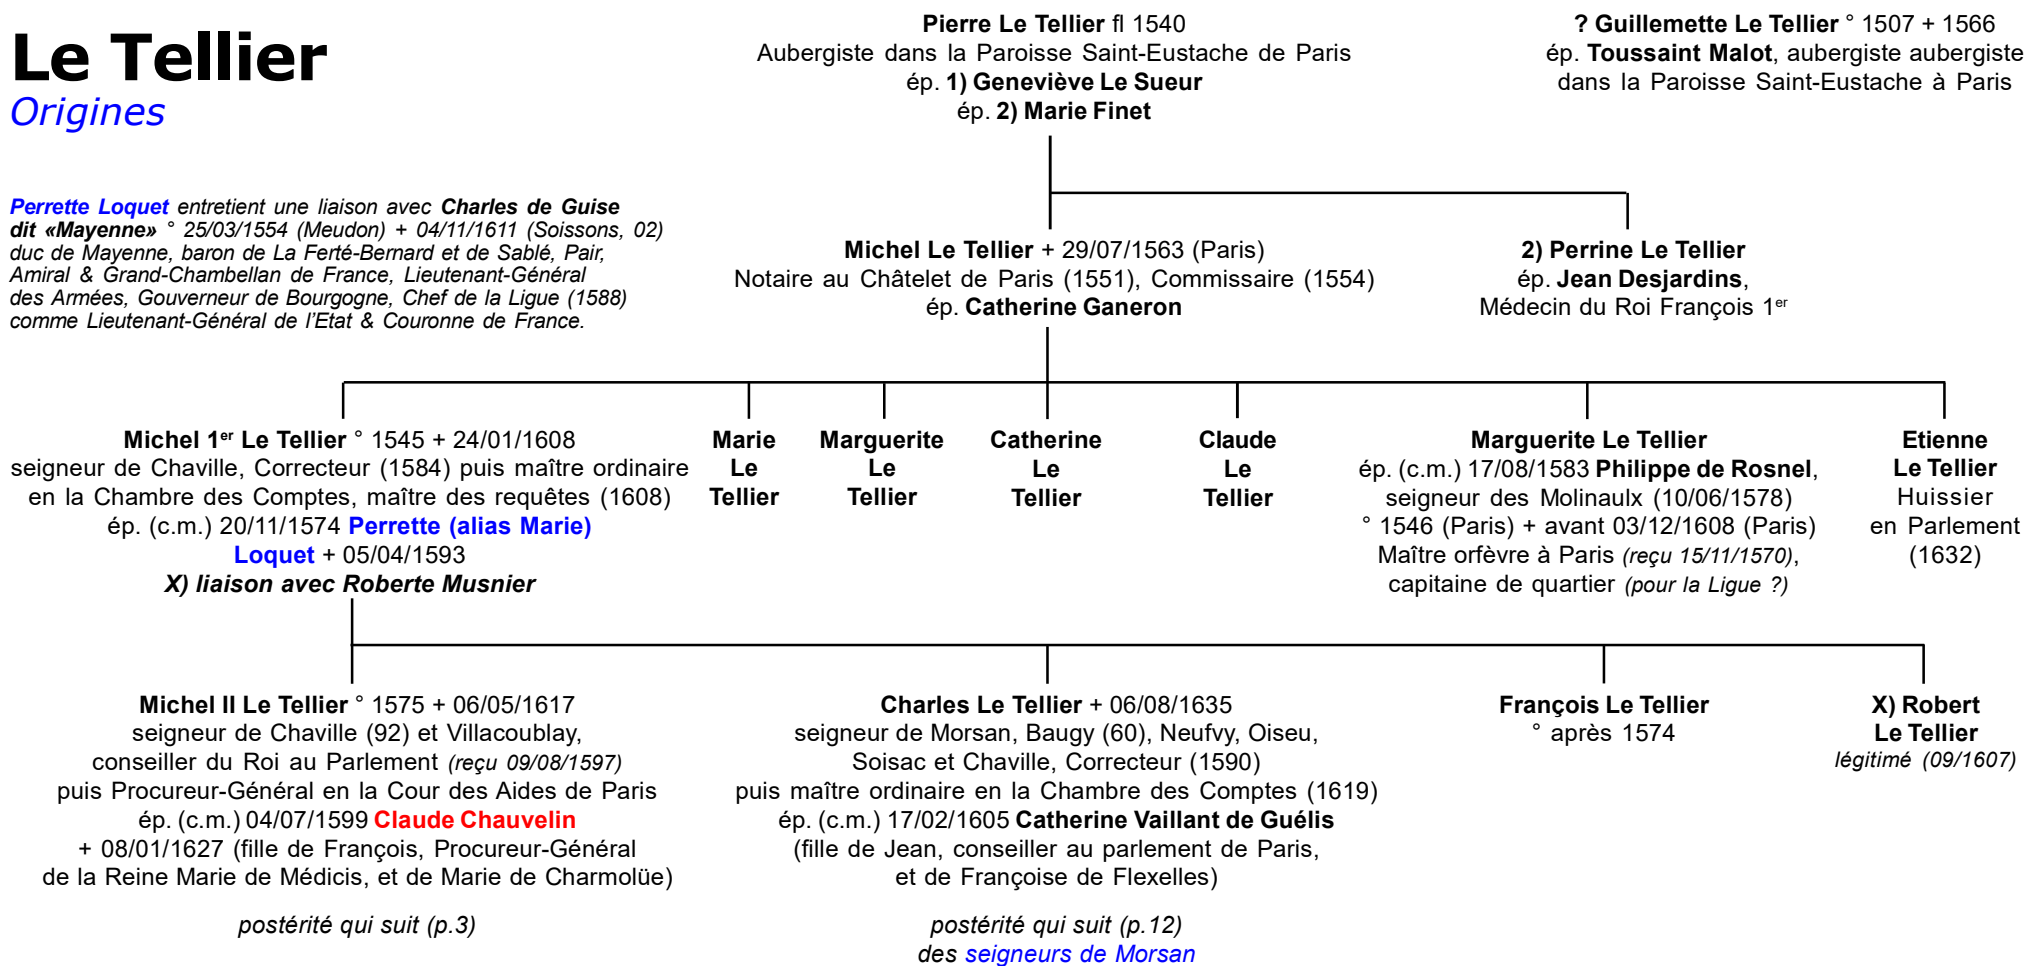 Le Tellier
Origines
Pierre Le Tellier fl 1540
Aubergiste dans la Paroisse Saint-Eustache de Paris
ép. 1) Geneviève Le Sueur
ép. 2) Marie Finet
? Guillemette Le Tellier ° 1507 + 1566
ép. Toussaint Malot, aubergiste aubergiste
dans la Paroisse Saint-Eustache à Paris
Perrette Loquet entretient une liaison avec Charles de Guise
dit «Mayenne» ° 25/03/1554 (Meudon) + 04/11/1611 (Soissons, 02)
duc de Mayenne, baron de La Ferté-Bernard et de Sablé, Pair,
Amiral & Grand-Chambellan de France, Lieutenant-Général
des Armées, Gouverneur de Bourgogne, Chef de la Ligue (1588)
comme Lieutenant-Général de l'Etat & Couronne de France.
Michel Le Tellier + 29/07/1563 (Paris)
Notaire au Châtelet de Paris (1551), Commissaire (1554)
ép. Catherine Ganeron
2) Perrine Le Tellier
ép. Jean Desjardins,
Médecin du Roi François 1er
Michel 1er Le Tellier ° 1545 + 24/01/1608
seigneur de Chaville, Correcteur (1584) puis maître ordinaire
en la Chambre des Comptes, maître des requêtes (1608)
ép. (c.m.) 20/11/1574 Perrette (alias Marie)
Loquet + 05/04/1593
X) liaison avec Roberte Musnier
Marie
Le
Tellier
Marguerite
Le
Tellier
Catherine
Le
Tellier
Claude
Le
Tellier
Marguerite Le Tellier
ép. (c.m.) 17/08/1583 Philippe de Rosnel,
seigneur des Molinaulx (10/06/1578)
° 1546 (Paris) + avant 03/12/1608 (Paris)
Maître orfèvre à Paris (reçu 15/11/1570),
capitaine de quartier (pour la Ligue ?)
Etienne
Le Tellier
Huissier
en Parlement
(1632)
Michel II Le Tellier ° 1575 + 06/05/1617
seigneur de Chaville (92) et Villacoublay,
conseiller du Roi au Parlement (reçu 09/08/1597)
puis Procureur-Général en la Cour des Aides de Paris
ép. (c.m.) 04/07/1599 Claude Chauvelin
+ 08/01/1627 (fille de François, Procureur-Général
de la Reine Marie de Médicis, et de Marie de Charmolüe)
postérité qui suit (p.3)
Charles Le Tellier + 06/08/1635
seigneur de Morsan, Baugy (60), Neufvy, Oiseu,
Soisac et Chaville, Correcteur (1590)
puis maître ordinaire en la Chambre des Comptes (1619)
ép. (c.m.) 17/02/1605 Catherine Vaillant de Guélis
(fille de Jean, conseiller au parlement de Paris,
et de Françoise de Flexelles)
postérité qui suit (p.12)
des seigneurs de Morsan
François Le Tellier
° après 1574
X) Robert
Le Tellier
légitimé (09/1607)